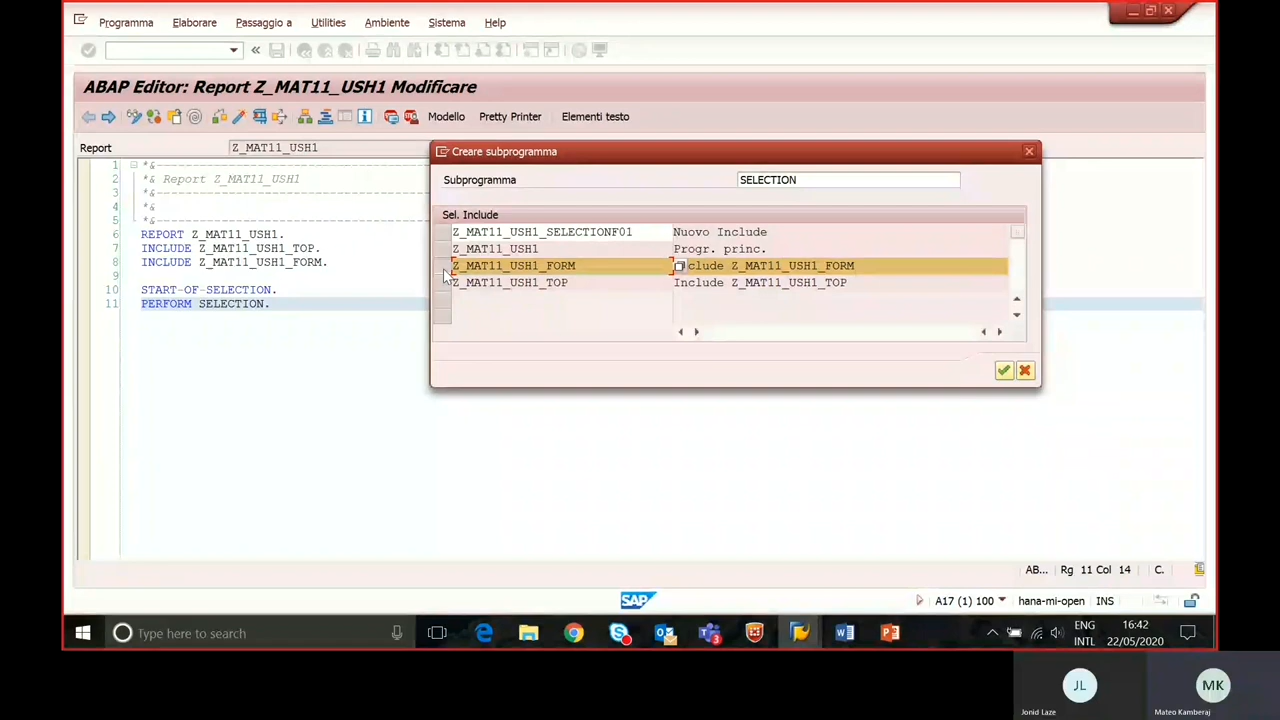 Programma Elaborare Passaggio a Utilities Ambiente Sistema Help
ABAP Editor: Report Z_MAT11_USH1 Modificare
Modello Pretty Printer Elementi testo
Report Z_MAT11_USH1
Creare subprogramma
Subprogramma SELECTION
Sel. Include
Z_MAT11_USH1_SELECTIONF01 Nuovo Include
Z_MAT11_USH1 Progr. princ.
Z_MAT11_USH1_FORM clude Z_MAT11_USH1_FORM
Z_MAT11_USH1_TOP Include Z_MAT11_USH1_TOP
1 *&---------------------------------
2 *& Report Z_MAT11_USH1
3 *&---------------------------------
4 *&
5 *&---------------------------------
6 REPORT Z_MAT11_USH1.
7 INCLUDE Z_MAT11_USH1_TOP.
8 INCLUDE Z_MAT11_USH1_FORM.
9
10 START-OF-SELECTION.
11 PERFORM SELECTION.
AB... Rg 11 Col 14 C.
SAP
A17 (1) 100 hana-mi-open INS
Type here to search
3
ENG
INTL
16:42
22/05/2020
JL
MK
Jonid Laze
Mateo Kamberaj